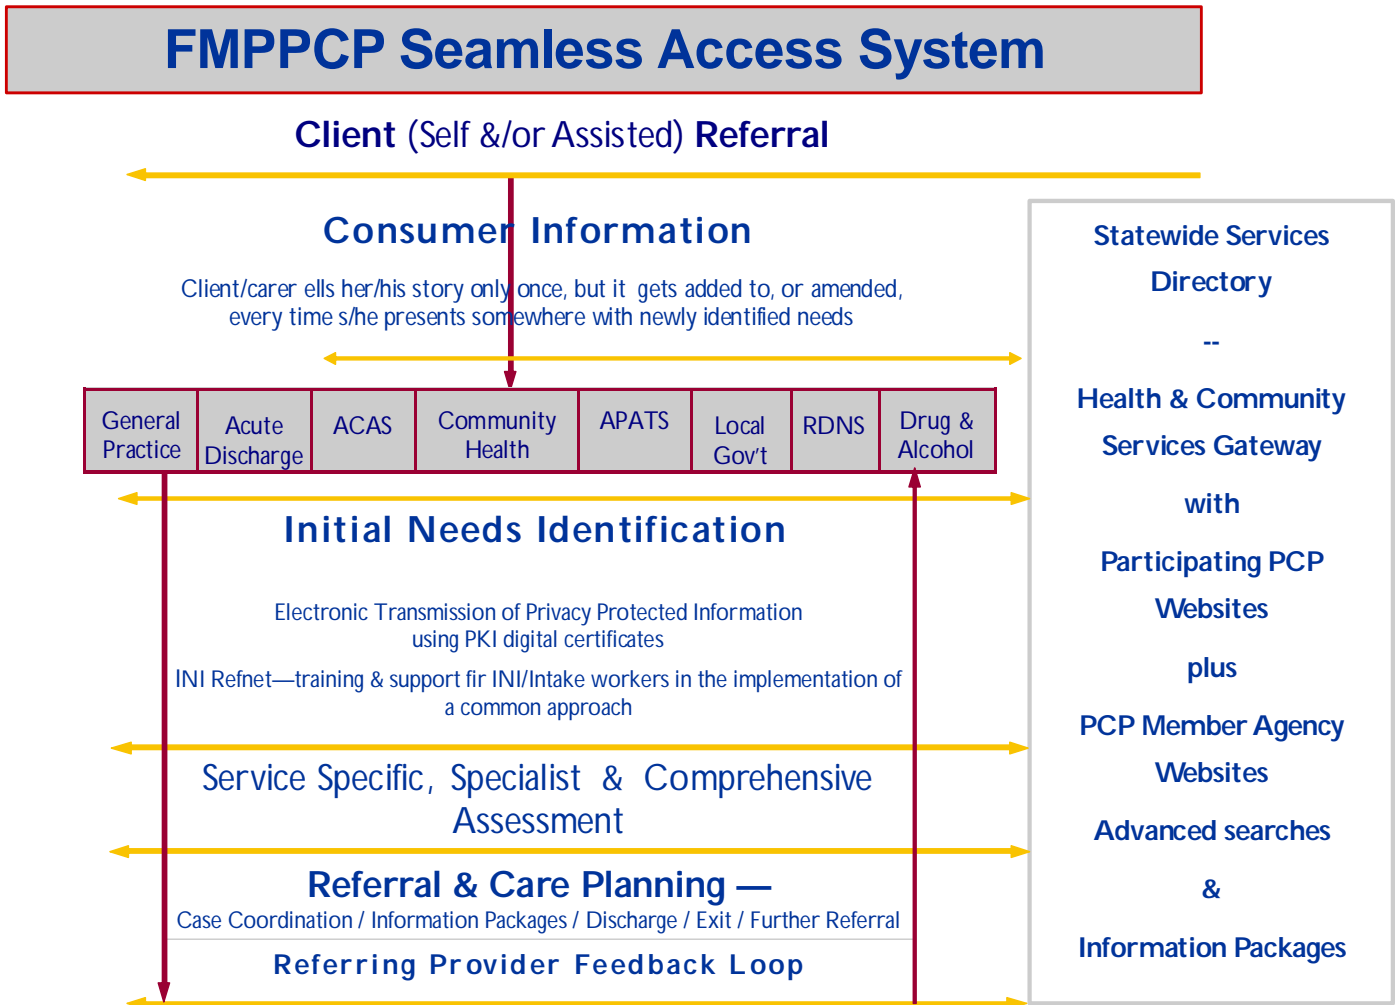 FMPPCP Seamless Access System
Client (Self &/or Assisted) Referral
Consumer Information
Client/carer ells her/his story only once, but it gets added to, or amended,
every time s/he presents somewhere with newly identified needs
General
Practice
Acute
Discharge
ACAS
Community
Health
APATS
Local
Gov't
RDNS
Drug &
Alcohol
Initial Needs Identification
Electronic Transmission of Privacy Protected Information
using PKI digital certificates
INI Refnet—training & support fir INI/Intake workers in the implementation of
a common approach
Service Specific, Specialist & Comprehensive
Assessment
Referral & Care Planning —
Case Coordination / Information Packages / Discharge / Exit / Further Referral
Referring Provider Feedback Loop
Statewide Services
Directory
--
Health & Community
Services Gateway
with
Participating PCP
Websites
plus
PCP Member Agency
Websites
Advanced searches
&
Information Packages